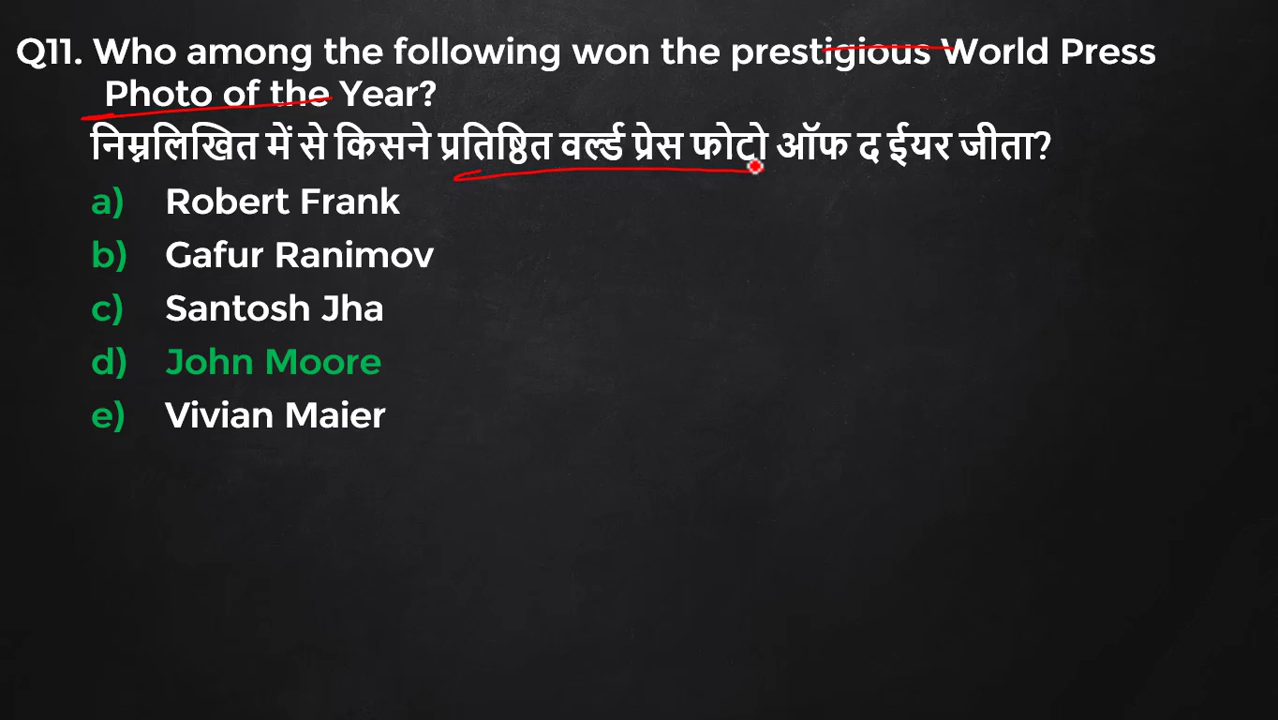 Q11. Who among the following won the prestigious World Press
Photo of the Year?
निम्नलिखित में से किसने प्रतिष्ठित वर्ल्ड प्रेस फोटो ऑफ द ईयर जीता?
a) Robert Frank
b) Gafur Ranimov
c) Santosh Jha
d) John Moore
e) Vivian Maier